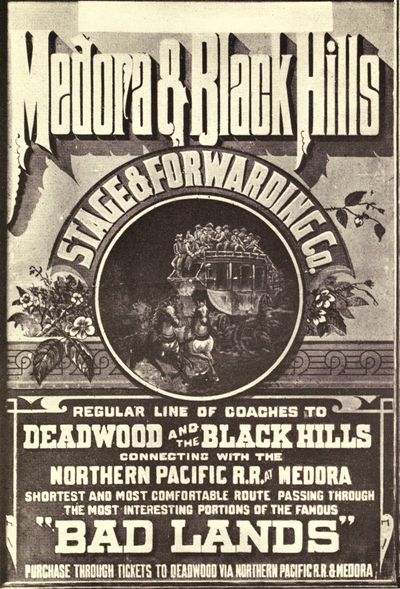 Medora & Black Hills
STAGE & FORWARDING Co.
REGULAR LINE OF COACHES TO
DEADWOOD AND THE BLACK HILLS
CONNECTING WITH THE
NORTHERN PACIFIC R.R. AT MEDORA
SHORTEST AND MOST COMFORTABLE ROUTE PASSING THROUGH
THE MOST INTERESTING PORTIONS OF THE FAMOUS
"BAD LANDS"
PURCHASE THROUGH TICKETS TO DEADWOOD VIA NORTHERN PACIFIC R.R. & MEDORA